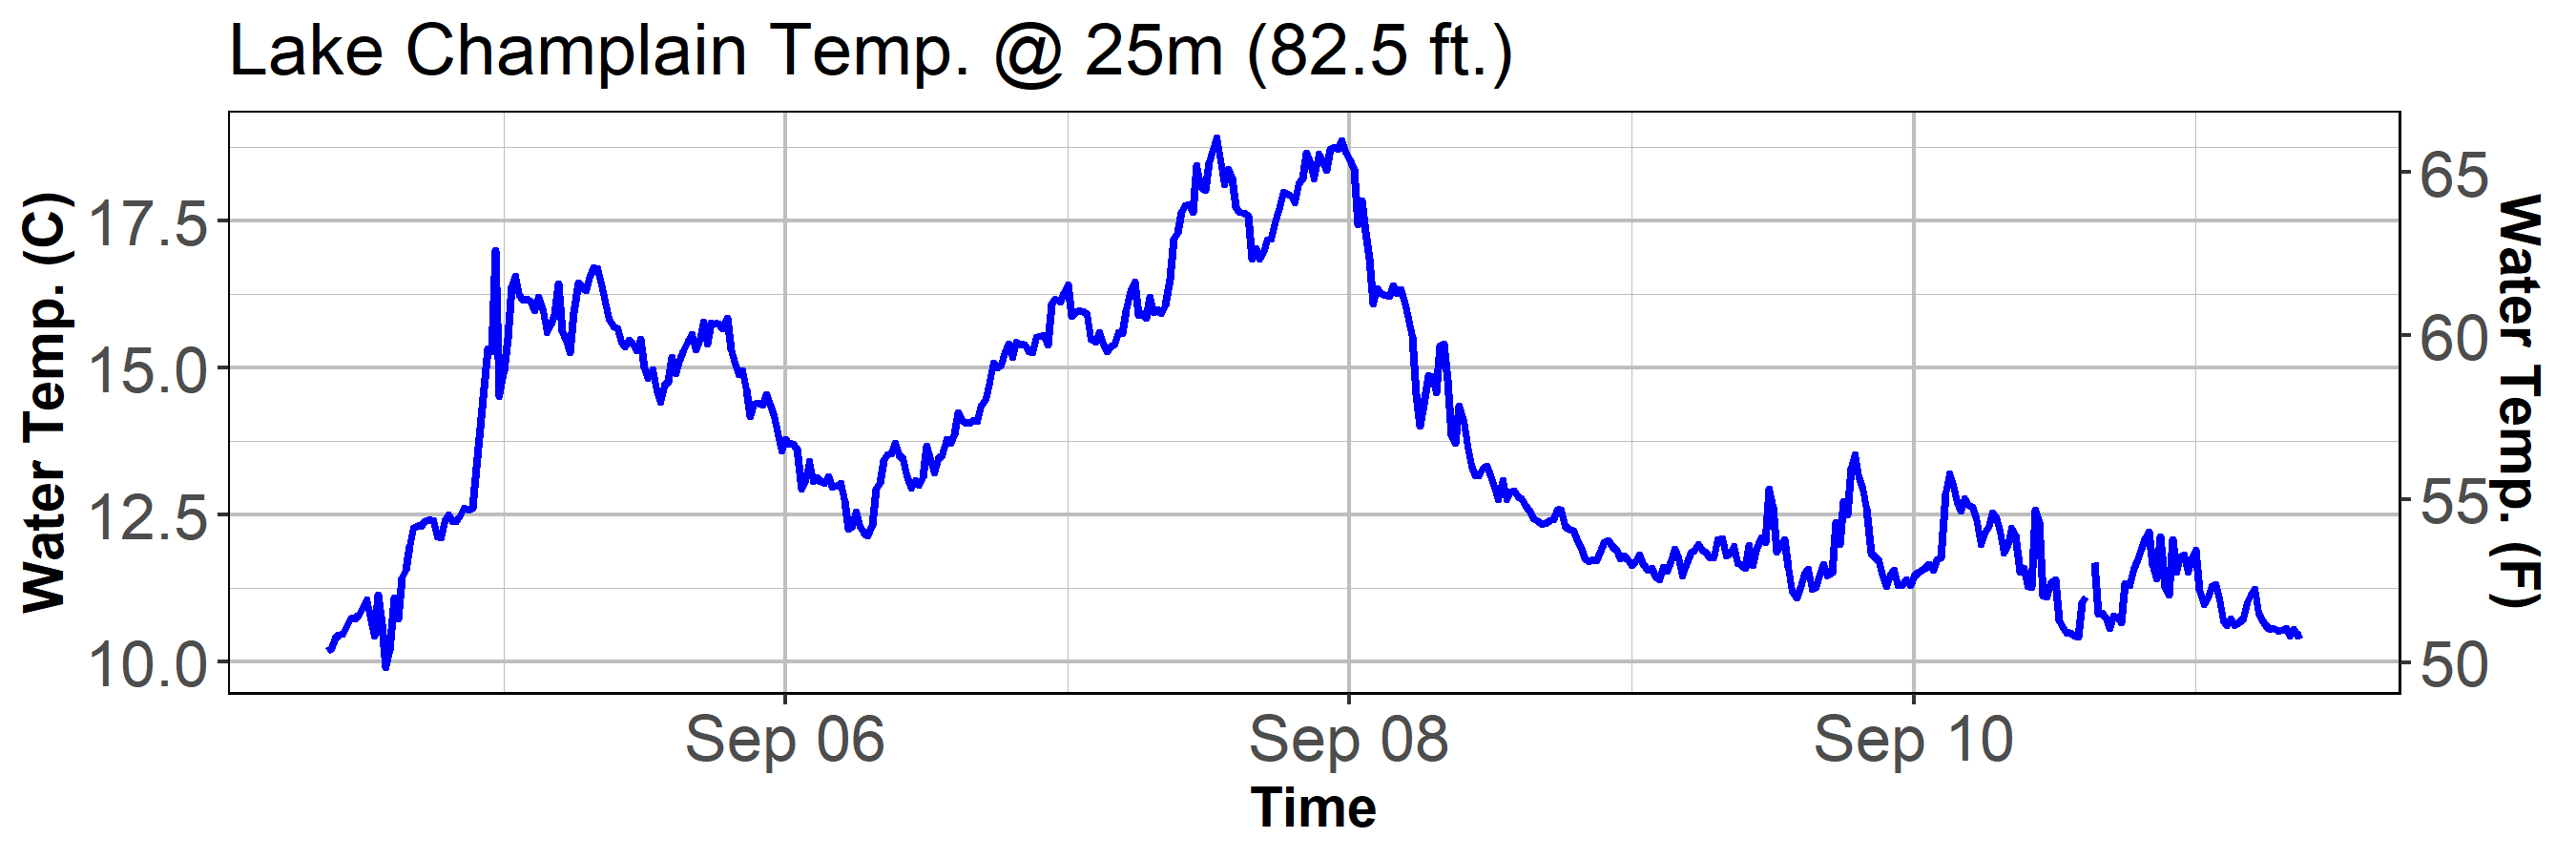 Lake Champlain Temp. @ 25m (82.5 ft.)
Water Temp. (C)
17.5
15.0
12.5
10.0
65
60
55
50
Water Temp. (F)
Sep 06
Sep 08
Sep 10
Time